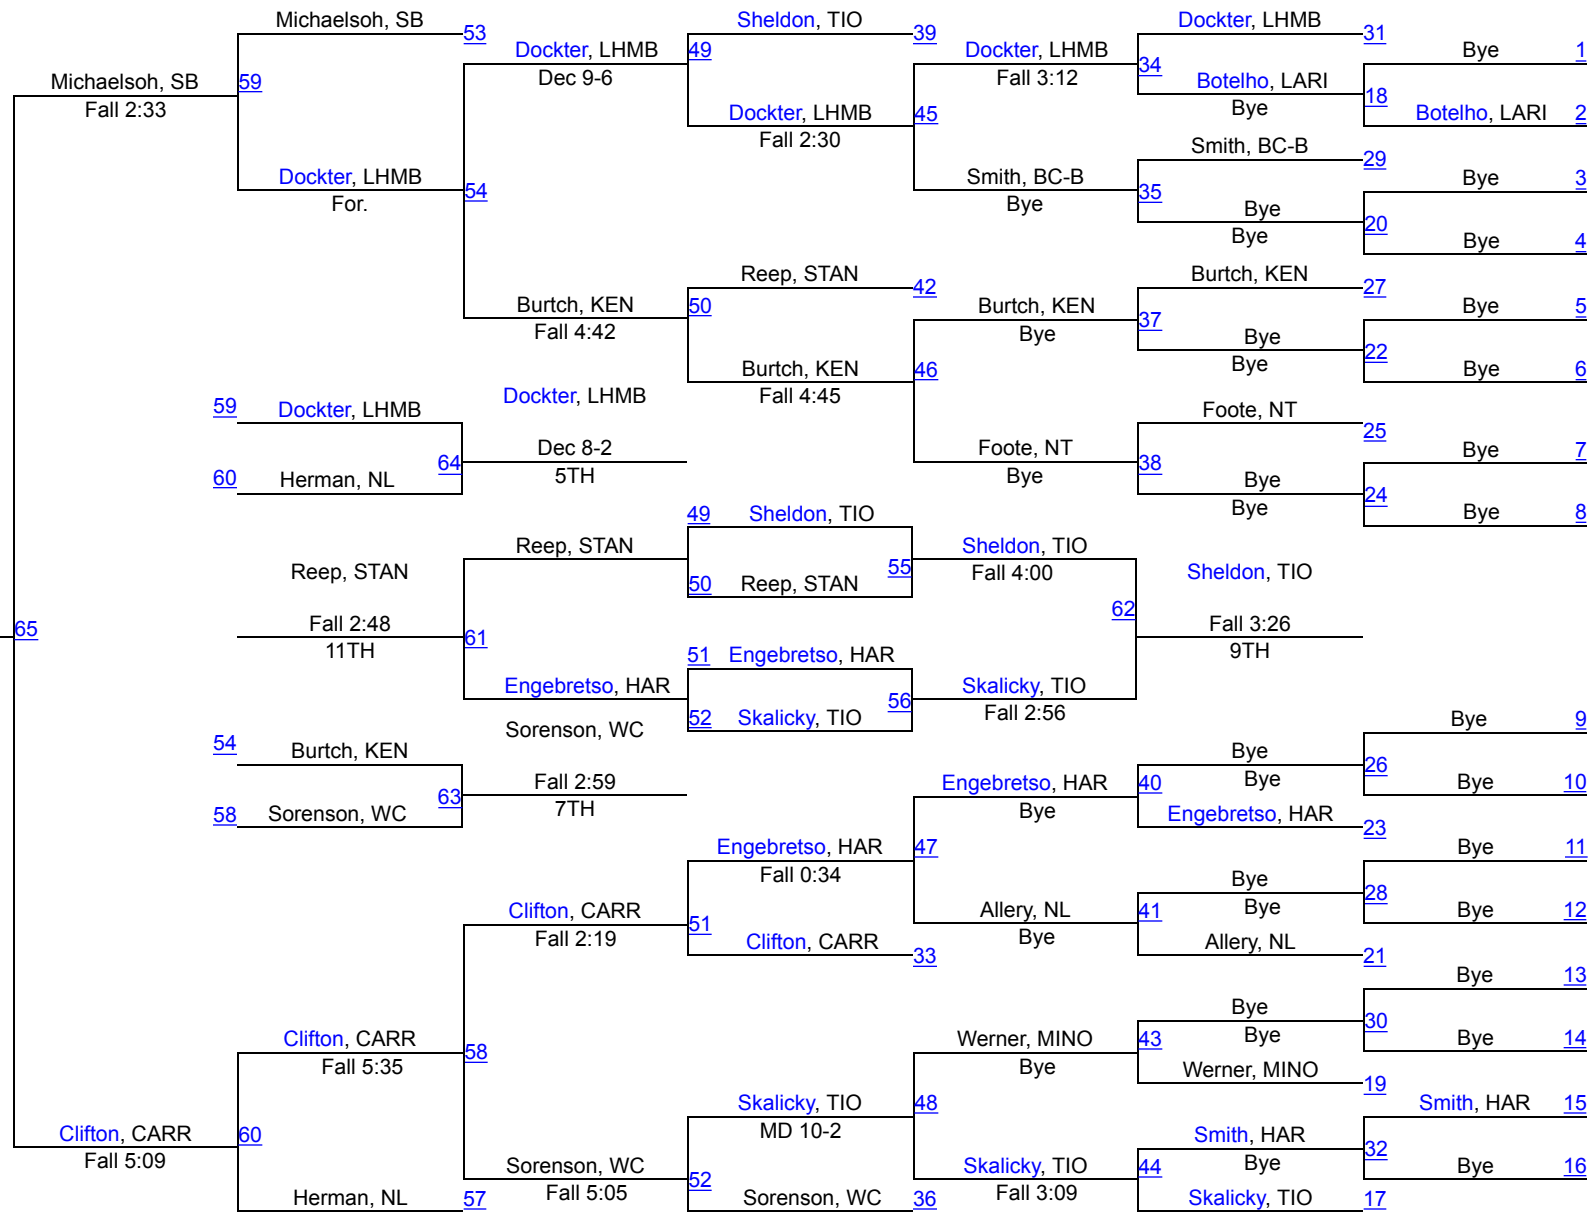 Michaelsoh, SB
53
Sheldon, TIO
39
Dockter, LHMB
31
Dockter, LHMB
49
Dockter, LHMB
34
Bye
1
Michaelsoh, SB
59
Dec 9-6
Fall 3:12
Botelho, LARI
18
Fall 2:33
Dockter, LHMB
45
Bye
Botelho, LARI
2
Fall 2:30
Smith, BC-B
29
Dockter, LHMB
54
Smith, BC-B
35
Bye
3
For.
Bye
Bye
20
Bye
Bye
4
Reep, STAN
42
Burtch, KEN
27
Burtch, KEN
50
Burtch, KEN
37
Bye
5
Fall 4:42
Bye
Bye
22
Burtch, KEN
46
Bye
Bye
6
59
Dockter, LHMB
Dockter, LHMB
Fall 4:45
Foote, NT
25
Dec 8-2
Foote, NT
38
Bye
7
64
5TH
Bye
60
Herman, NL
Bye
24
Bye
Bye
8
49
Sheldon, TIO
Reep, STAN
Sheldon, TIO
Reep, STAN
50
Reep, STAN
55
Fall 4:00
Sheldon, TIO
62
65
Fall 2:48
61
Fall 3:26
11TH
51
Engebretso, HAR
9TH
Engebretso, HAR
56
Skalicky, TIO
Sorenson, WC
52
Skalicky, TIO
Fall 2:56
Bye
9
54
Burtch, KEN
Bye
26
Fall 2:59
Engebretso, HAR
40
Bye
Bye
10
63
7TH
Bye
58
Sorenson, WC
Engebretso, HAR
23
Engebretso, HAR
47
Bye
11
Fall 0:34
Bye
28
Clifton, CARR
51
Allery, NL
41
Bye
Bye
12
Fall 2:19
Clifton, CARR
33
Bye
Allery, NL
21
Bye
13
Bye
30
Clifton, CARR
58
Werner, MINO
43
Bye
Bye
14
Fall 5:35
Bye
Werner, MINO
19
Skalicky, TIO
48
Smith, HAR
15
Clifton, CARR
60
MD 10-2
Smith, HAR
32
Fall 5:09
Sorenson, WC
52
Skalicky, TIO
44
Bye
Bye
16
Fall 5:05
Fall 3:09
Herman, NL
57
Sorenson, WC
36
Skalicky, TIO
17